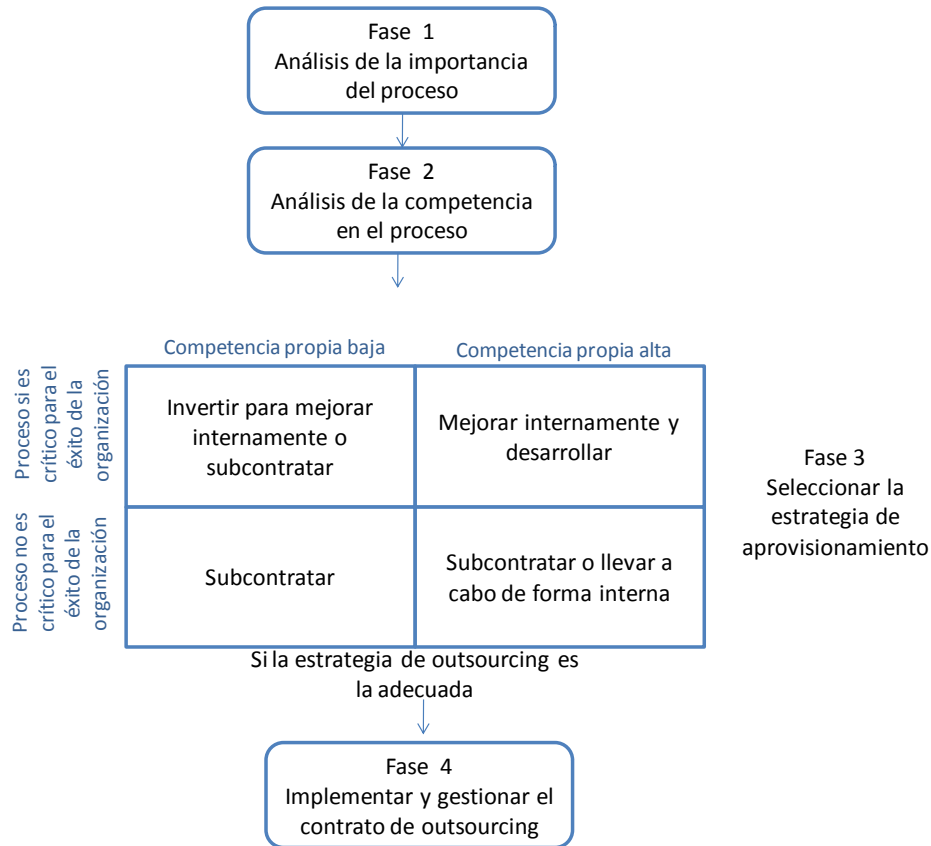 Fase 1
Análisis de la importancia
del proceso
Fase 2
Análisis de la competencia
en el proceso
Competencia propia baja
Competencia propia alta
Proceso si es
crítico para el
éxito de la
organización
Invertir para mejorar
internamente o
subcontratar
Mejorar internamente y
desarrollar
Fase 3
Seleccionar la
estrategia de
aprovisionamiento
Proceso no es
crítico para el
éxito de la
organización
Subcontratar
Subcontratar o llevar a
cabo de forma interna
Si la estrategia de outsourcing es
la adecuada
Fase 4
Implementar y gestionar el
contrato de outsourcing